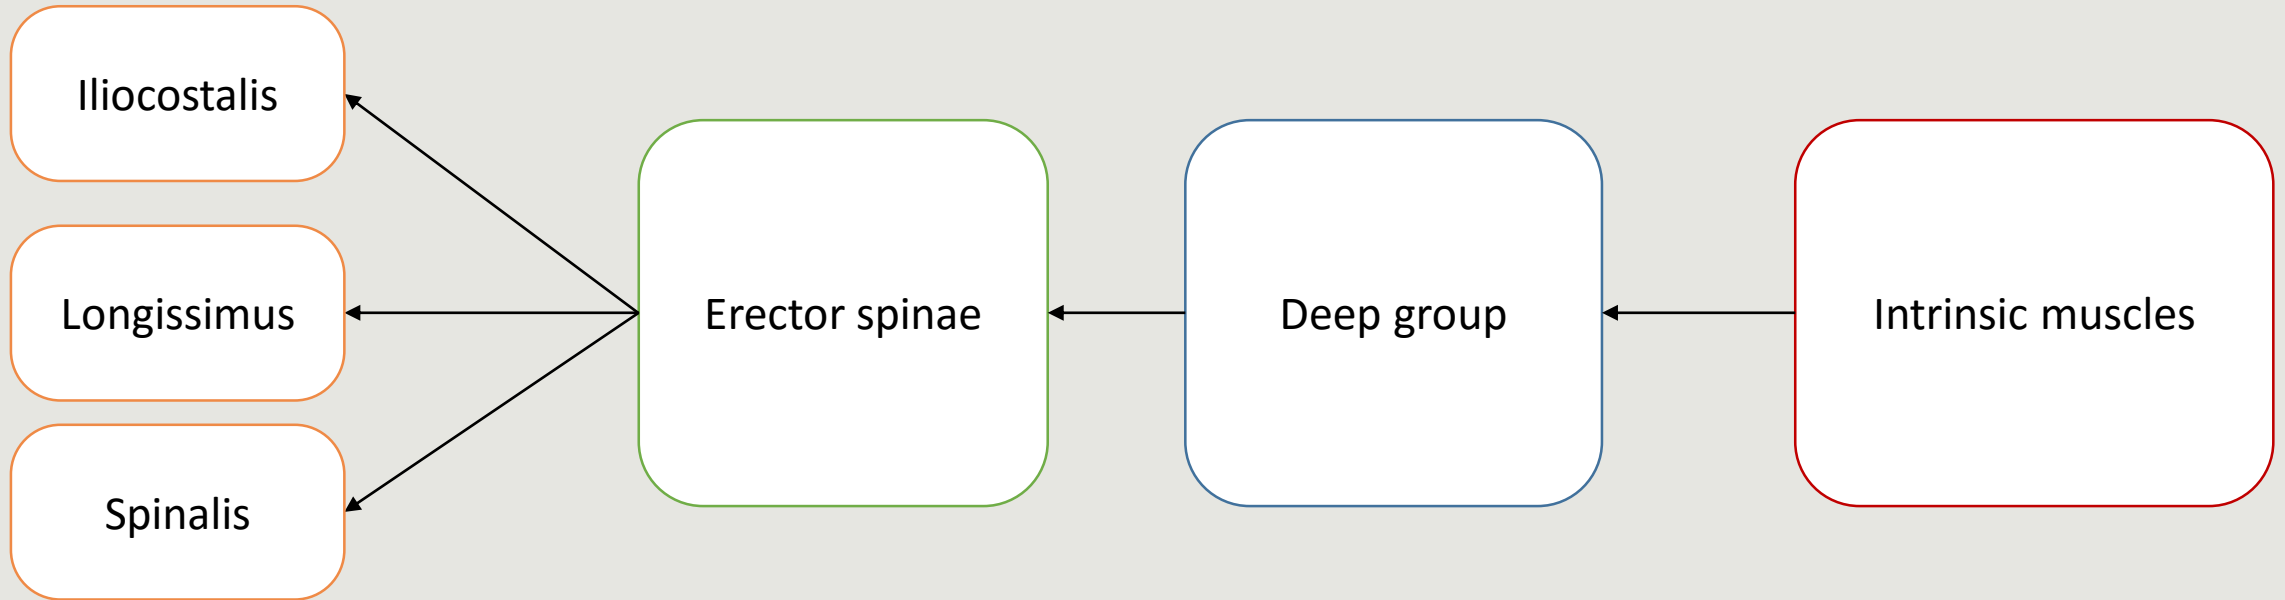 Iliocostalis
Longissimus
Spinalis
Erector spinae
Deep group
Intrinsic muscles